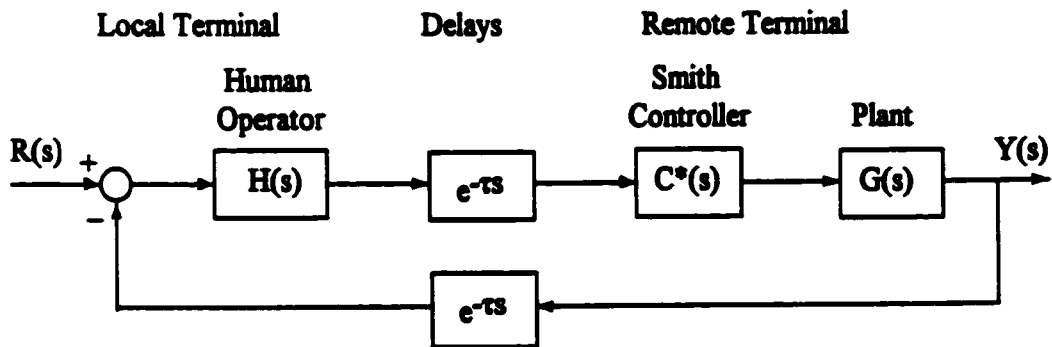 Local Terminal Delays Remote Terminal
Human Operator
Smith Controller
Plant
R(s)
+
−
H(s)
e-τs
C*(s)
G(s)
Y(s)
e-τs